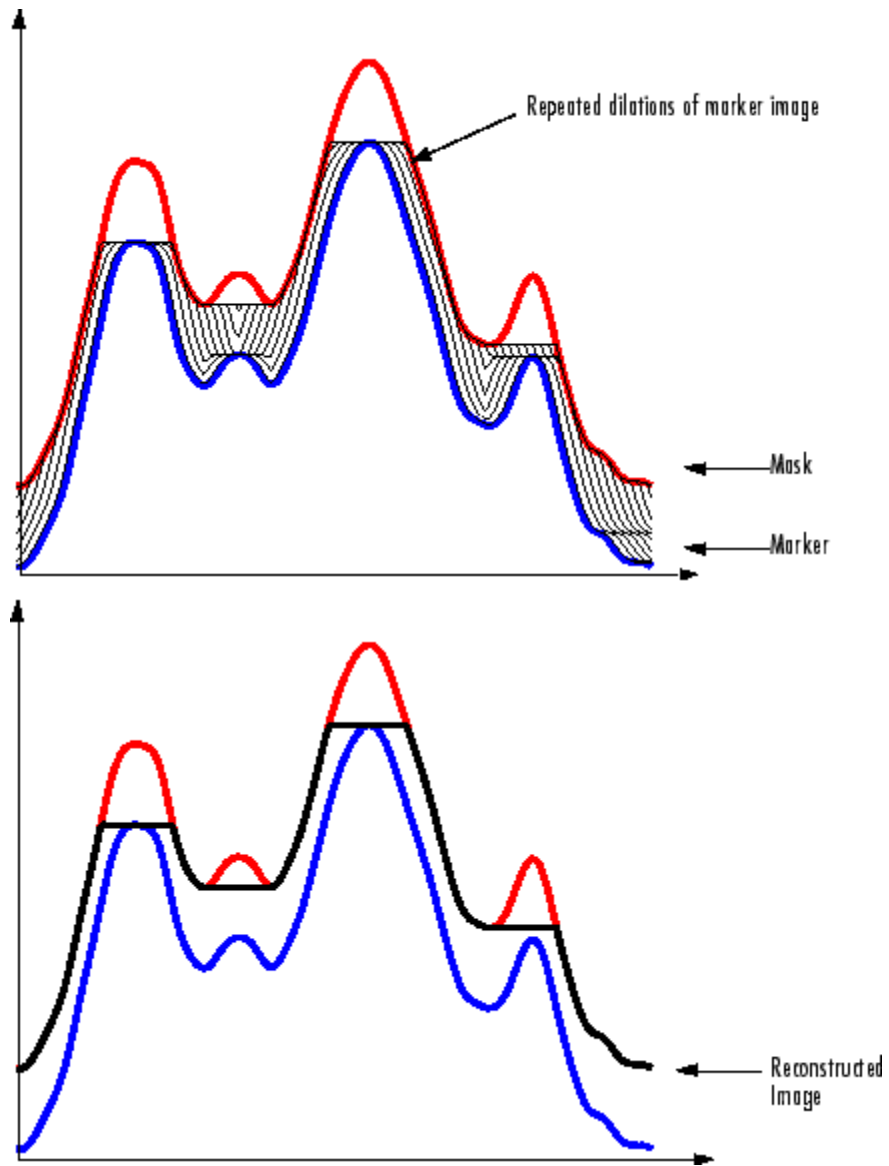 Repeated dilations of marker image
Mask
Marker
Reconstructed
Image